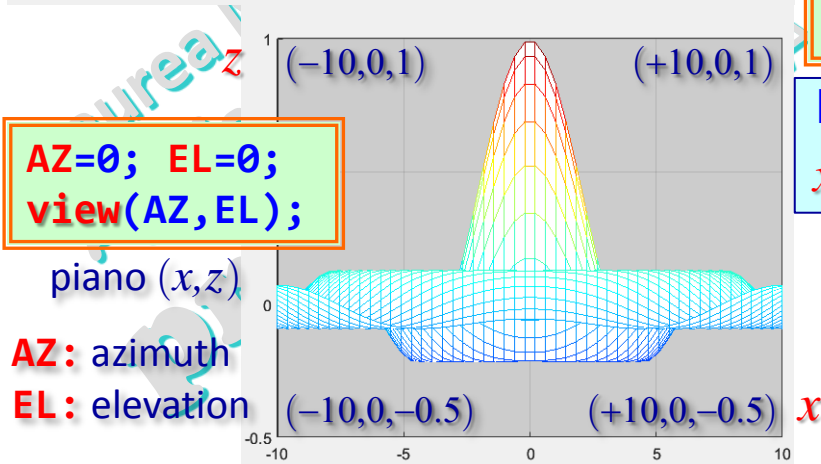 z
1
(−10,0,1) (+10,0,1)
AZ=0; EL=0;
view(AZ,EL);
piano (x,z)
0
AZ: azimuth
EL: elevation
(−10,0,−0.5) (+10,0,−0.5) x
-0.5
-10 -5 0 5 10